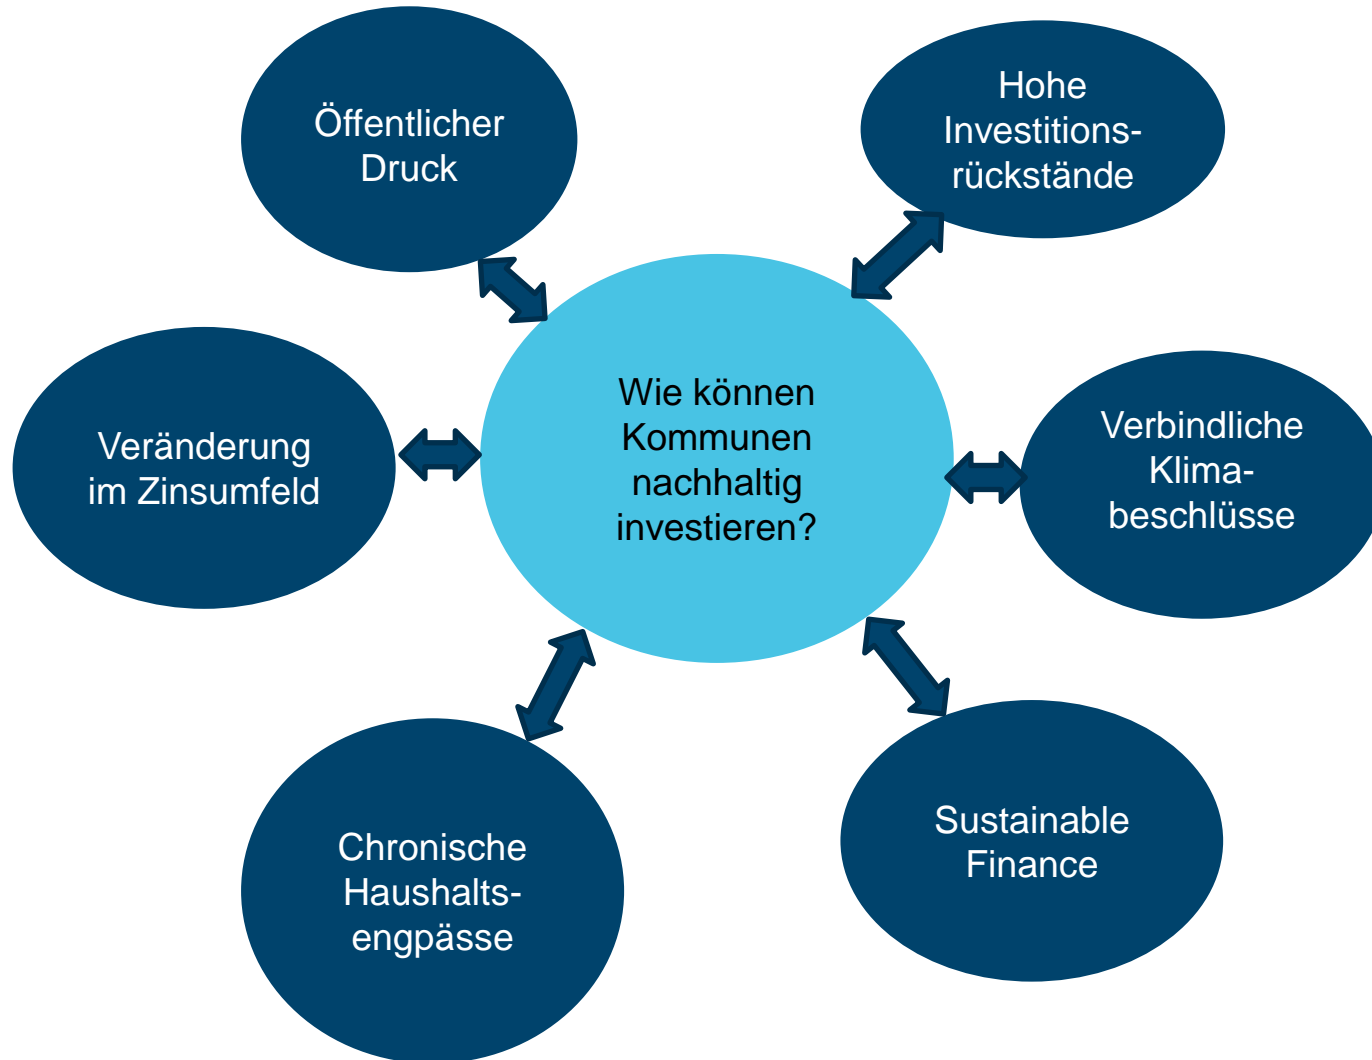 Öffentlicher
Druck
Hohe
Investitions-
rückstände
Wie können
Kommunen
nachhaltig
investieren?
Veränderung
im Zinsumfeld
Verbindliche
Klima-
beschlüsse
Chronische
Haushalts-
engpässe
Sustainable
Finance